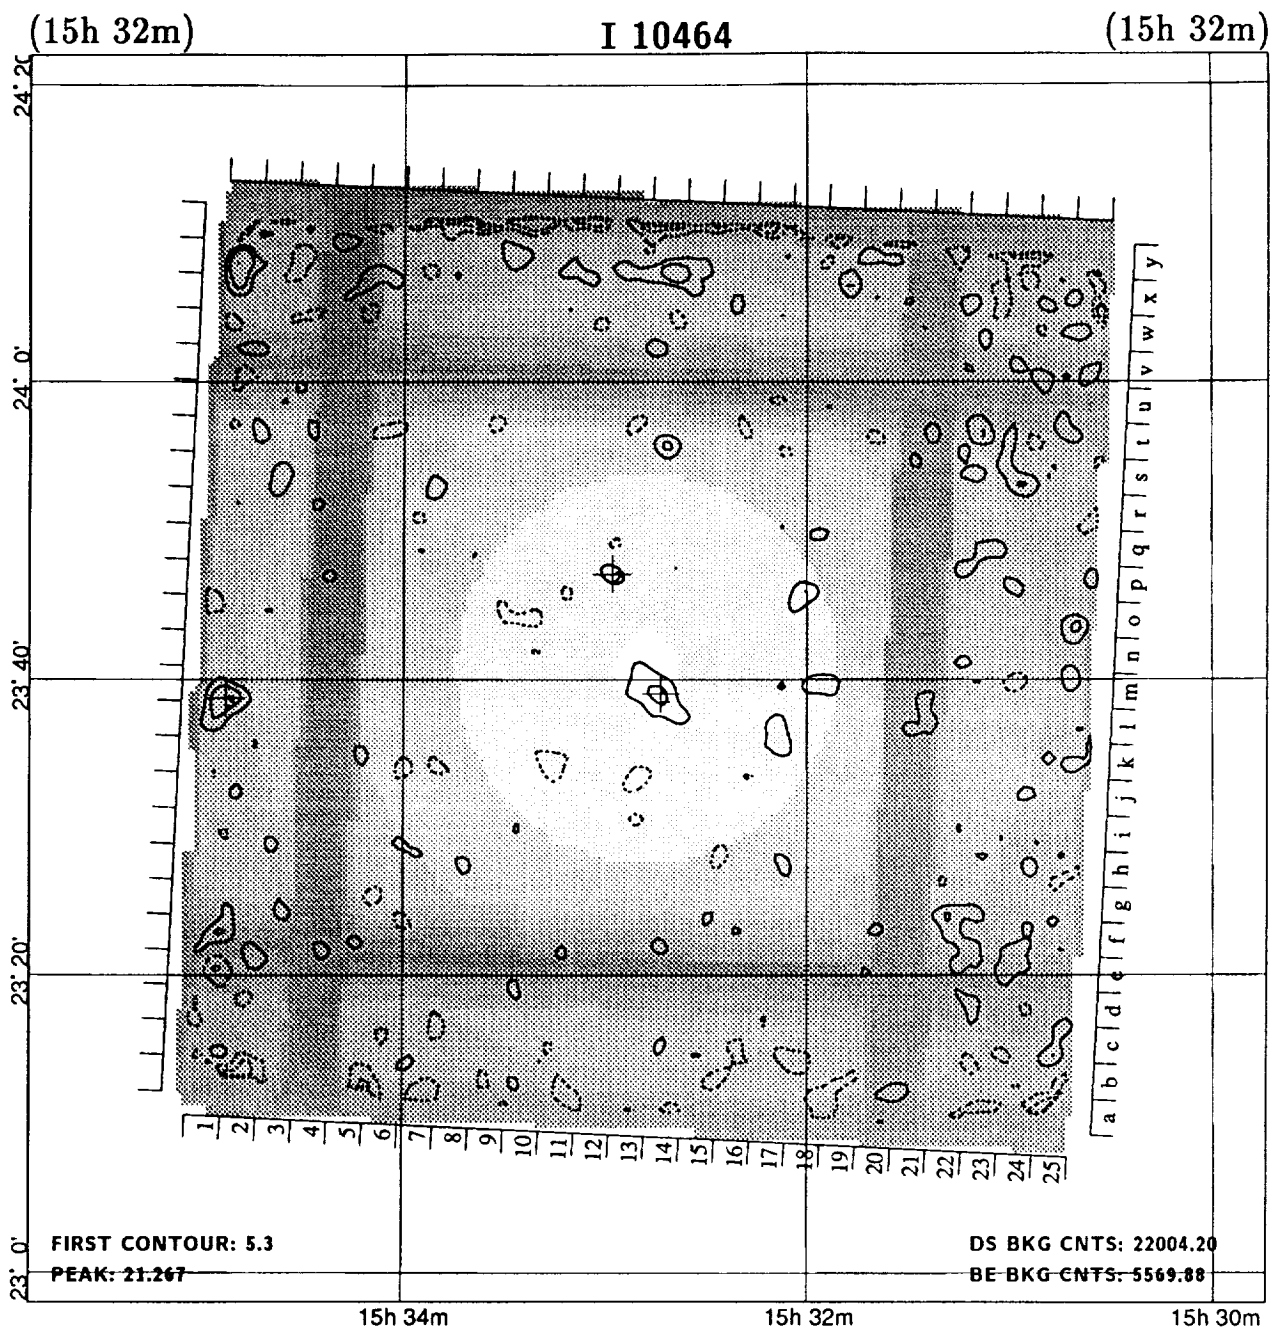 (15h 32m) I 10464 (15h 32m)
24° 20'
24° 0'
23° 40'
23° 20'
23° 0'
y
x
w
v
u
t
s
r
q
p
o
n
m
l
k
j
i
h
g
f
e
d
c
b
a
1 2 3 4 5 6 7 8 9 10 11 12 13 14 15 16 17 18 19 20 21 22 23 24 25
FIRST CONTOUR: 5.3 DS BKG CNTS: 22004.20
PEAK: 21.267 BE BKG CNTS: 5569.88
15h 34m 15h 32m 15h 30m